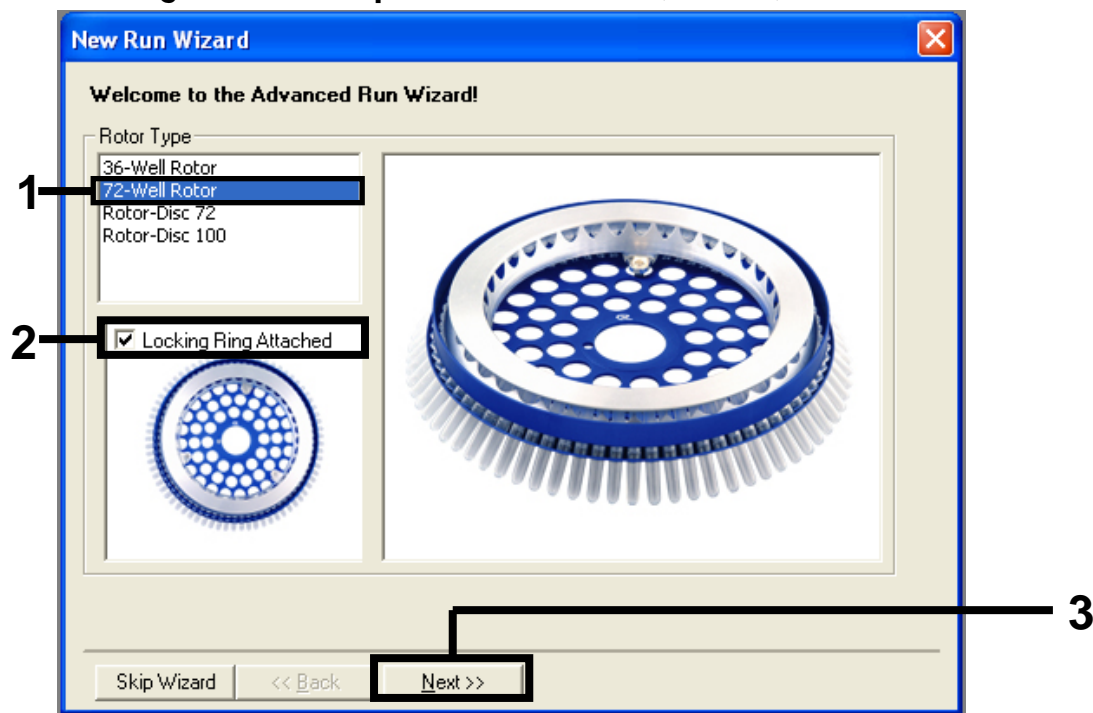 New Run Wizard
Welcome to the Advanced Run Wizard!
Rotor Type
36-Well Rotor
1
72-Well Rotor
Rotor-Disc 72
Rotor-Disc 100
2
Locking Ring Attached
3
Skip Wizard
<< Back
Next >>